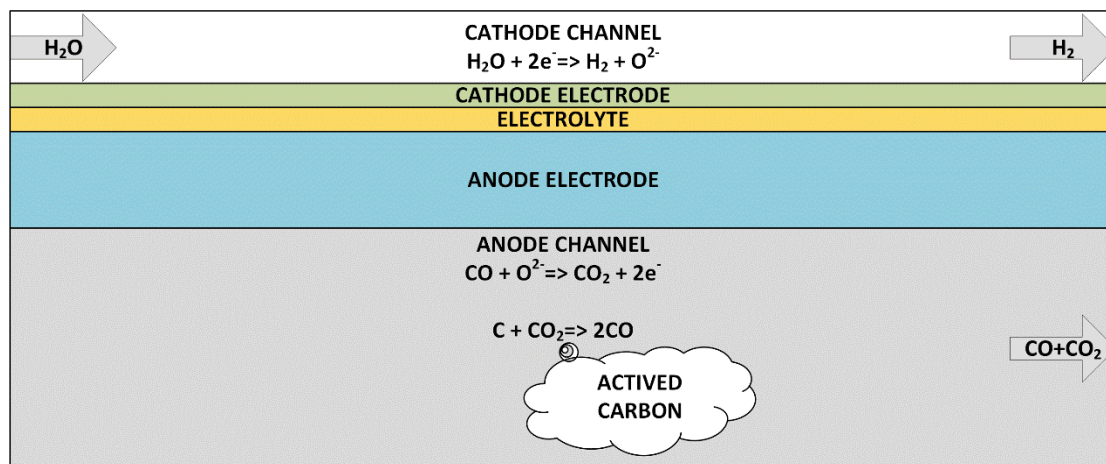 CATHODE CHANNEL
H₂O
H₂O + 2e⁻=> H₂ + O²⁻
H₂
CATHODE ELECTRODE
ELECTROLYTE
ANODE ELECTRODE
ANODE CHANNEL
CO + O²⁻=> CO₂ + 2e⁻
C + CO₂=> 2CO
CO+CO₂
ACTIVED
CARBON